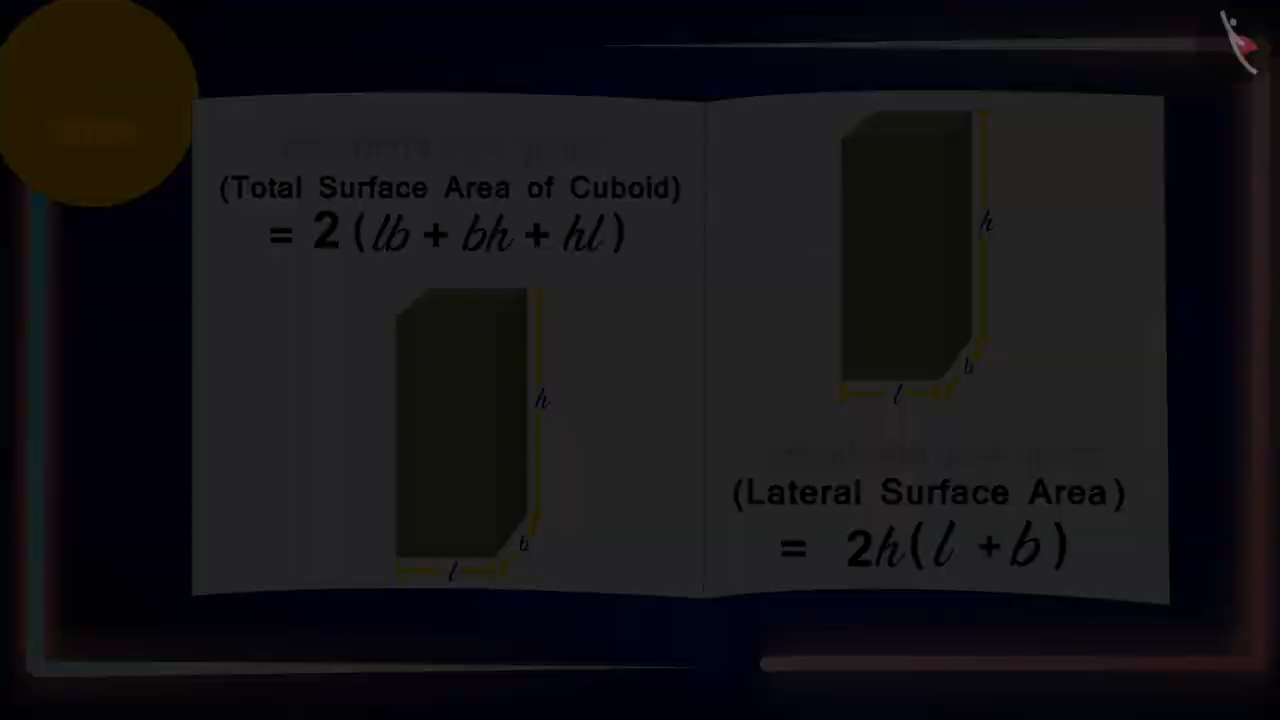 (Total Surface Area of Cuboid)
= 2 (lb + bh + hl)
h
b
l
h
b
l
(Lateral Surface Area)
= 2h(l + b)